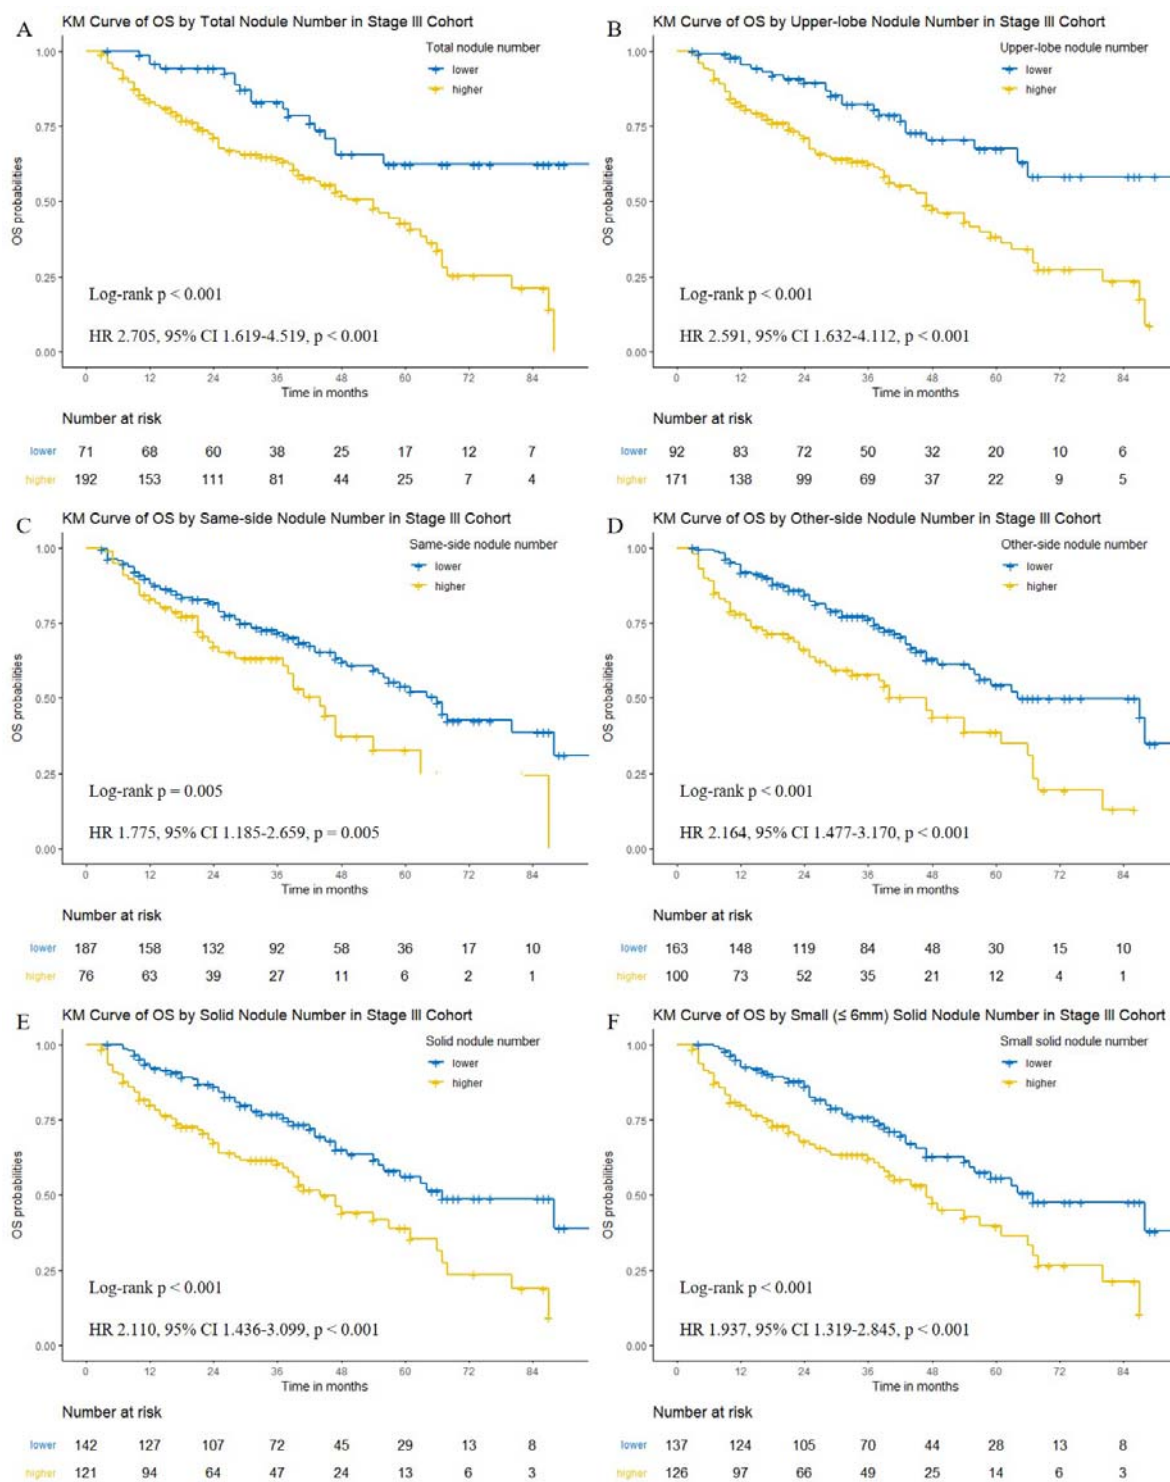 A
KM Curve of OS by Total Nodule Number in Stage III Cohort
Total nodule number
lower
higher
1.00
0.75
0.50
0.25
0.00
OS probabilities
Log-rank p < 0.001
HR 2.705, 95% CI 1.619-4.519, p < 0.001
0 12 24 36 48 60 72 84
Time in months
Number at risk
lower 71 68 60 38 25 17 12 7
higher 192 153 111 81 44 25 7 4
B
KM Curve of OS by Upper-lobe Nodule Number in Stage III Cohort
Upper-lobe nodule number
lower
higher
1.00
0.75
0.50
0.25
0.00
OS probabilities
Log-rank p < 0.001
HR 2.591, 95% CI 1.632-4.112, p < 0.001
0 12 24 36 48 60 72 84
Time in months
Number at risk
lower 92 83 72 50 32 20 10 6
higher 171 138 99 69 37 22 9 5
C
KM Curve of OS by Same-side Nodule Number in Stage III Cohort
Same-side nodule number
lower
higher
1.00
0.75
0.50
0.25
0.00
OS probabilities
Log-rank p = 0.005
HR 1.775, 95% CI 1.185-2.659, p = 0.005
0 12 24 36 48 60 72 84
Time in months
Number at risk
lower 187 158 132 92 58 36 17 10
higher 76 63 39 27 11 6 2 1
D
KM Curve of OS by Other-side Nodule Number in Stage III Cohort
Other-side nodule number
lower
higher
1.00
0.75
0.50
0.25
0.00
OS probabilities
Log-rank p < 0.001
HR 2.164, 95% CI 1.477-3.170, p < 0.001
0 12 24 36 48 60 72 84
Time in months
Number at risk
lower 163 148 119 84 48 30 15 10
higher 100 73 52 35 21 12 4 1
E
KM Curve of OS by Solid Nodule Number in Stage III Cohort
Solid nodule number
lower
higher
1.00
0.75
0.50
0.25
0.00
OS probabilities
Log-rank p < 0.001
HR 2.110, 95% CI 1.436-3.099, p < 0.001
0 12 24 36 48 60 72 84
Time in months
Number at risk
lower 142 127 107 72 45 29 13 8
higher 121 94 64 47 24 13 6 3
F
KM Curve of OS by Small (≤ 6mm) Solid Nodule Number in Stage III Cohort
Small solid nodule number
lower
higher
1.00
0.75
0.50
0.25
0.00
OS probabilities
Log-rank p < 0.001
HR 1.937, 95% CI 1.319-2.845, p < 0.001
0 12 24 36 48 60 72 84
Time in months
Number at risk
lower 137 124 105 70 44 28 13 8
higher 126 97 66 49 25 14 6 3